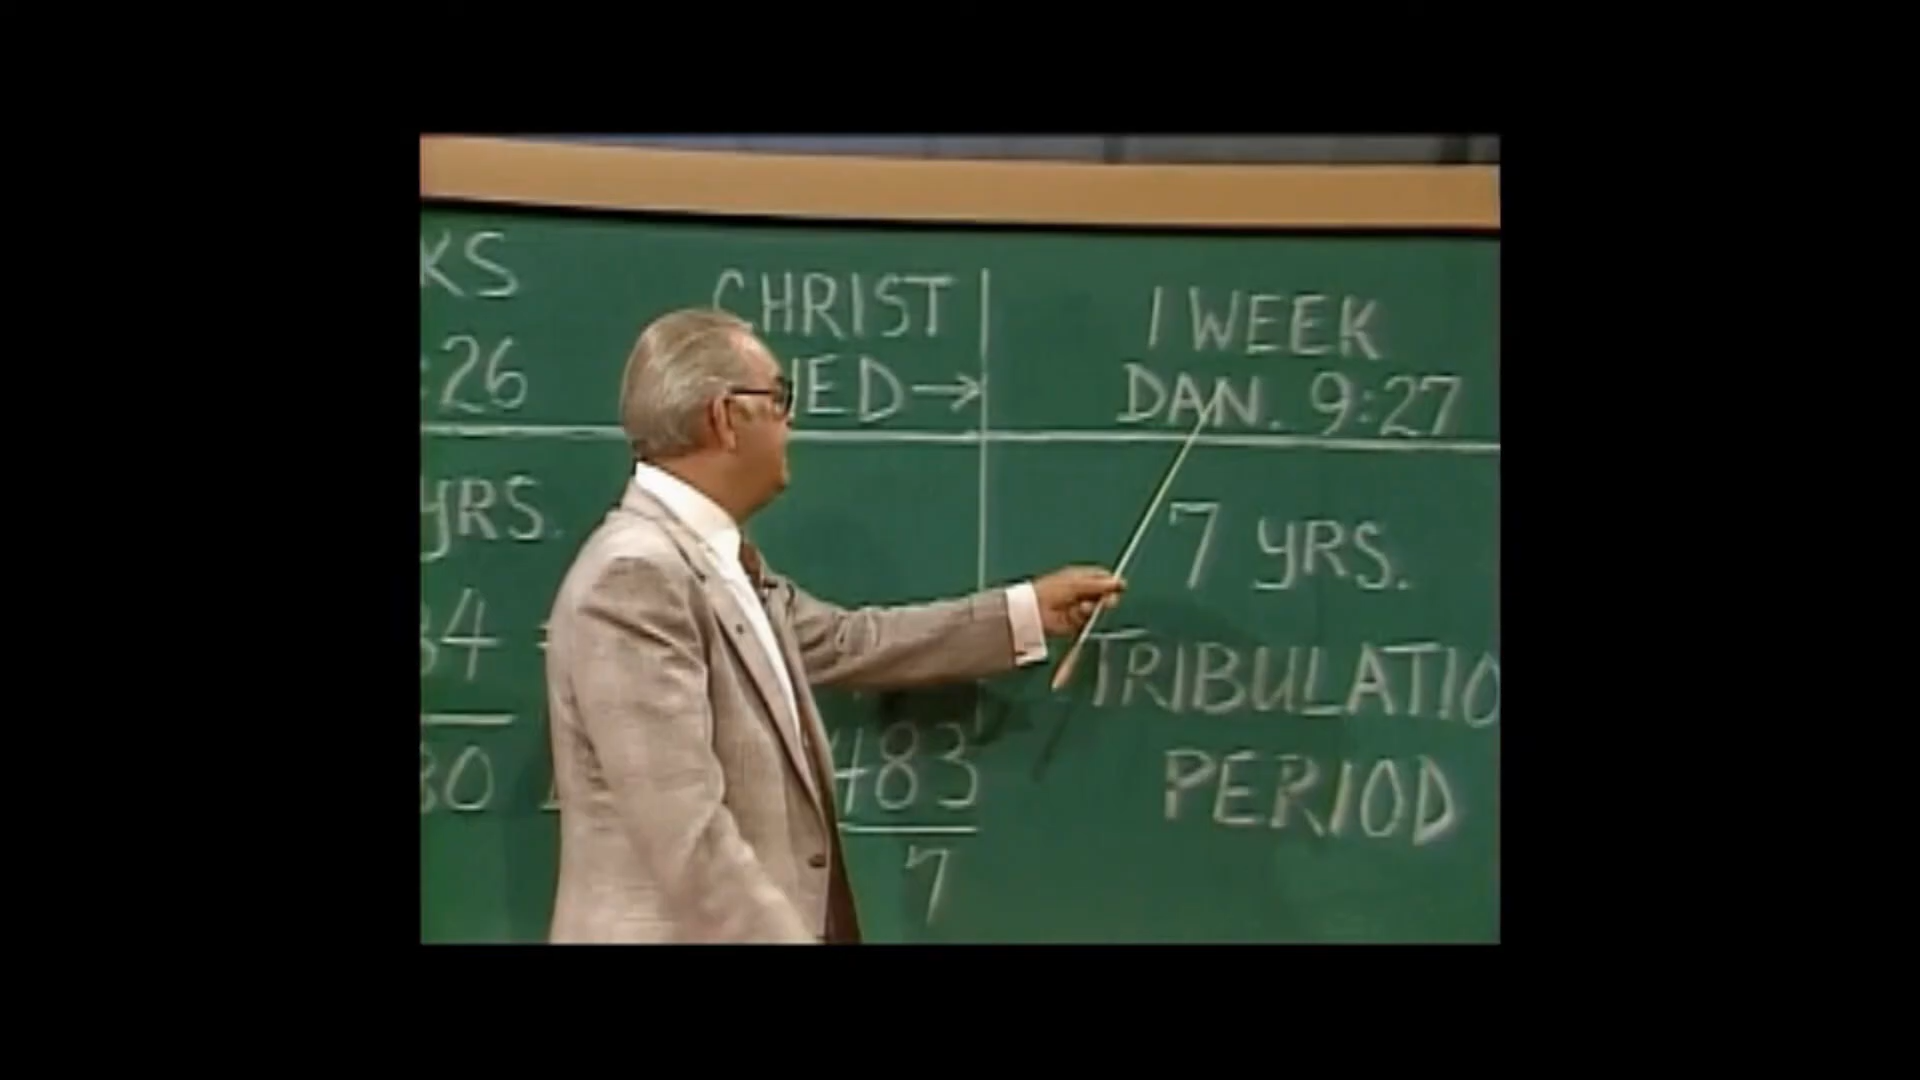 KS
:26
CHRIST
IED→
1 WEEK
DAN. 9:27
YRS.
34
30
483
7
7 YRS.
TRIBULATIO
PERIOD